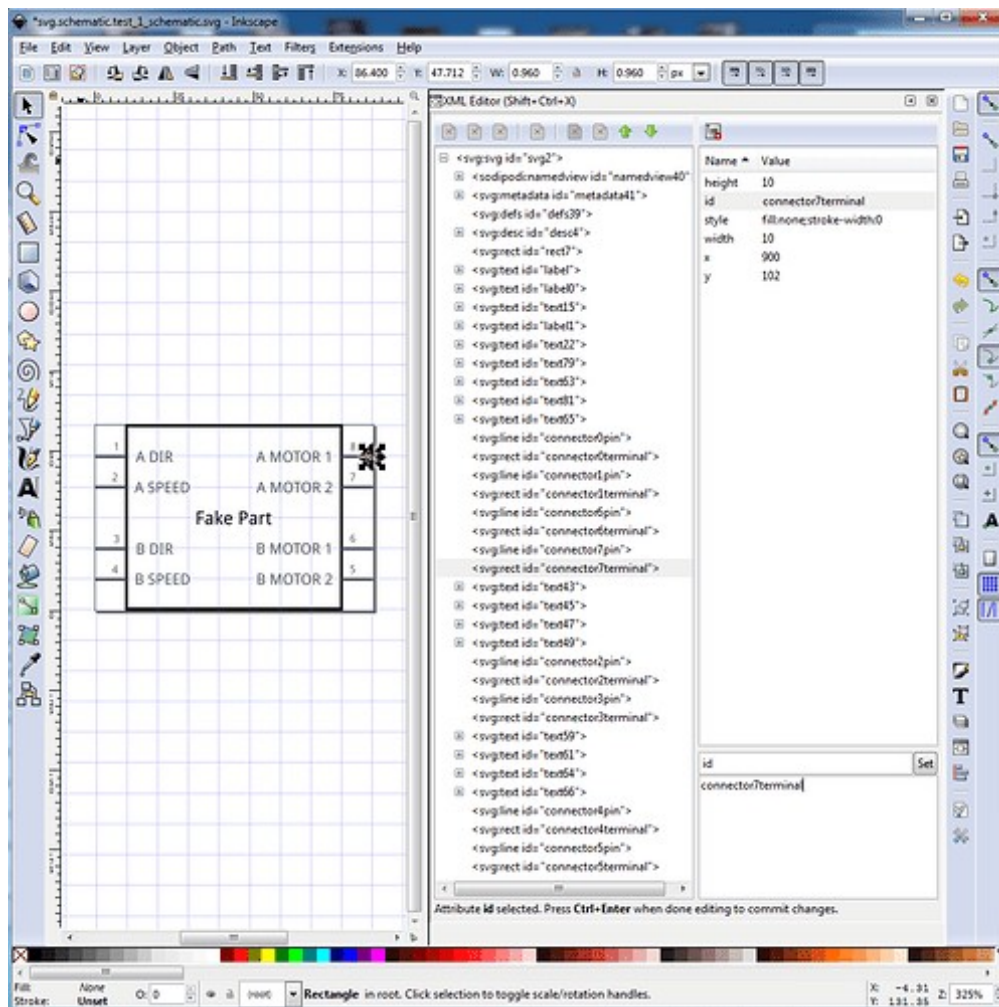 *svg.schematic.test_1_schematic.svg - Inkscape
File Edit View Layer Object Path Text Filters Extensions Help
X: 86.400 Y: 47.712 W: 0.960 H: 0.960 px
XML Editor (Shift+Ctrl+X)
<svg:svg id="svg2">
<sodipodi:namedview id="namedview40"
<svg:metadata id="metadata41">
<svg:defs id="defs39">
<svg:desc id="desc4">
<svg:rect id="rect7">
<svg:text id="label">
<svg:text id="label0">
<svg:text id="text15">
<svg:text id="label1">
<svg:text id="text22">
<svg:text id="text79">
<svg:text id="text63">
<svg:text id="text81">
<svg:text id="text65">
<svg:line id="connector0pin">
<svg:rect id="connector0terminal">
<svg:line id="connector1pin">
<svg:rect id="connector1terminal">
<svg:line id="connector6pin">
<svg:rect id="connector6terminal">
<svg:line id="connector7pin">
<svg:rect id="connector7terminal">
<svg:text id="text43">
<svg:text id="text45">
<svg:text id="text47">
<svg:text id="text49">
<svg:line id="connector2pin">
<svg:rect id="connector2terminal">
<svg:line id="connector3pin">
<svg:rect id="connector3terminal">
<svg:text id="text59">
<svg:text id="text61">
<svg:text id="text64">
<svg:text id="text66">
<svg:line id="connector4pin">
<svg:rect id="connector4terminal">
<svg:line id="connector5pin">
<svg:rect id="connector5terminal">
Name Value
height 10
id connector7terminal
style fill:none;stroke-width:0
width 10
x 900
y 102
id Set
connector7terminal
Attribute id selected. Press Ctrl+Enter when done editing to commit changes.
1 A DIR A MOTOR 1 8
2 A SPEED A MOTOR 2 7
Fake Part
3 B DIR B MOTOR 1 6
4 B SPEED B MOTOR 2 5
Fill: None
Stroke: Unset
O: 0
(root)
Rectangle in root. Click selection to toggle scale/rotation handles.
X: -4.31
Y: 131.35
Z: 325%